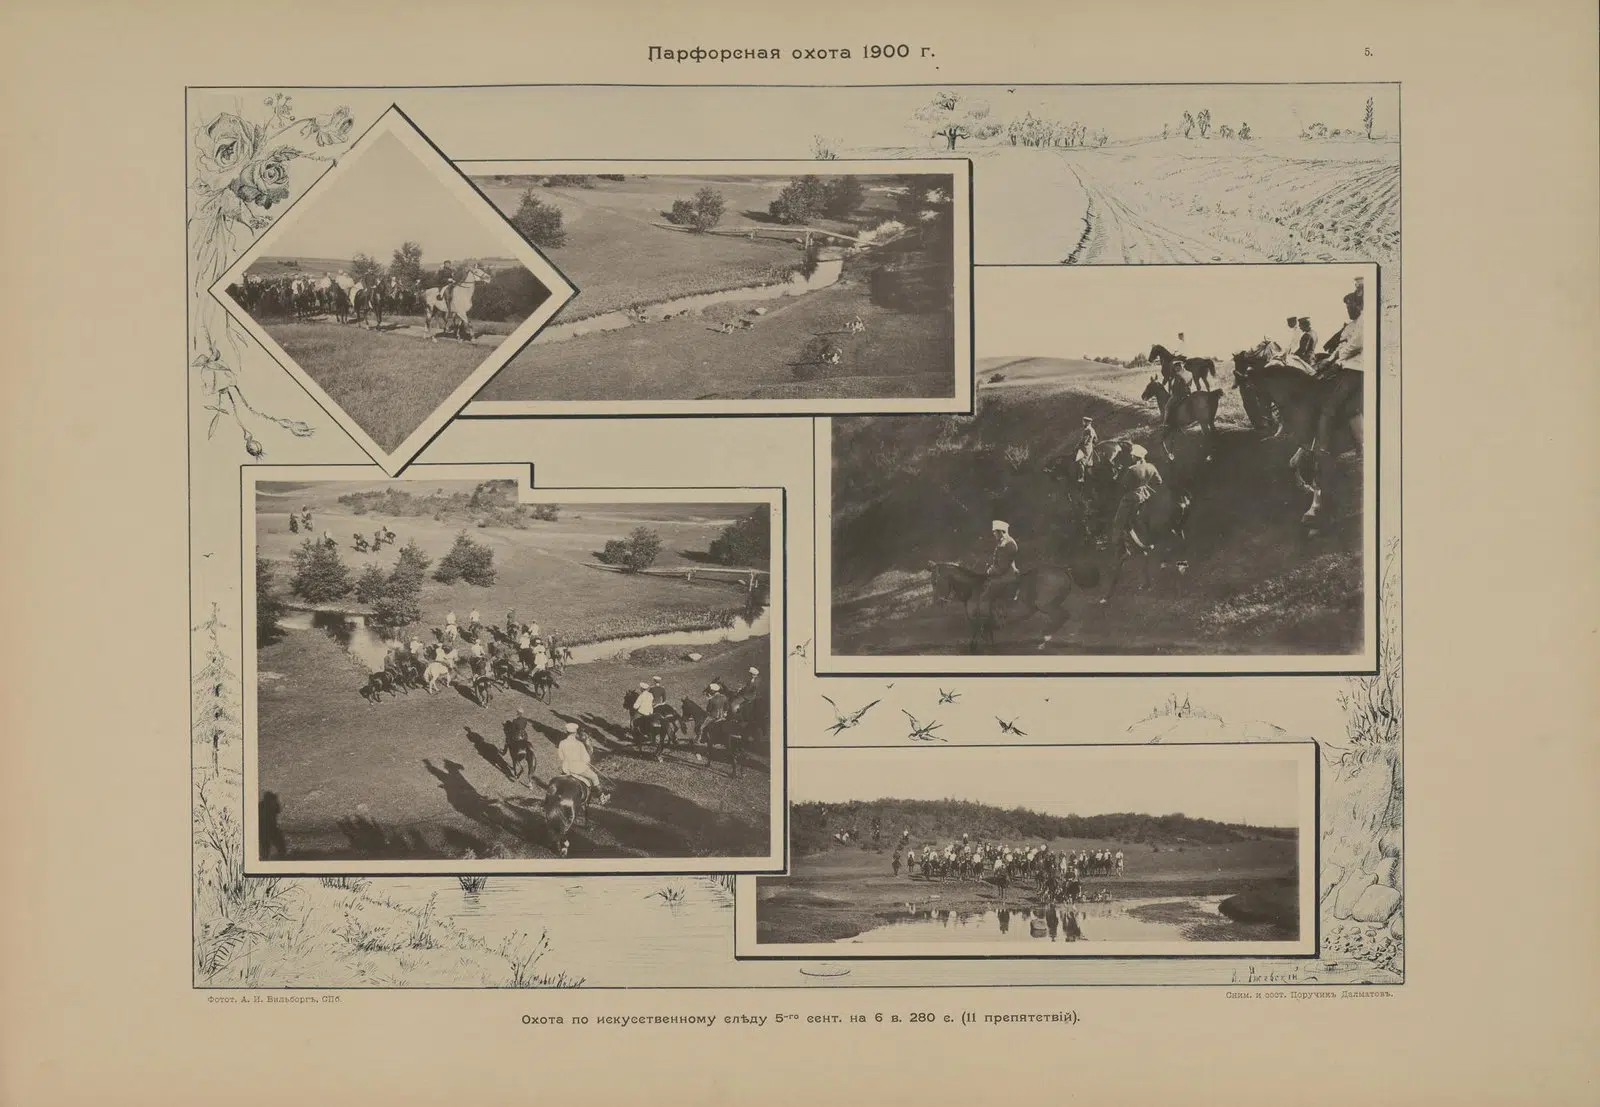 Парфорсная охота 1900 г.
5.
Фотот. А. И. Вильборгъ, СПб.
Сним. и сост. Поручикъ Далматовъ.
Охота по искусственному слѣду 5-го сент. на 6 в. 280 с. (11 препятствій).